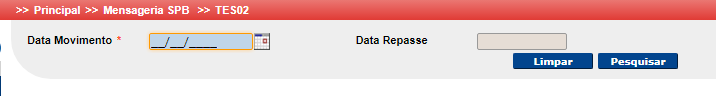 >> Principal >> Mensageria SPB >> TES02
Data Movimento * __/__/____ Data Repasse
Limpar Pesquisar